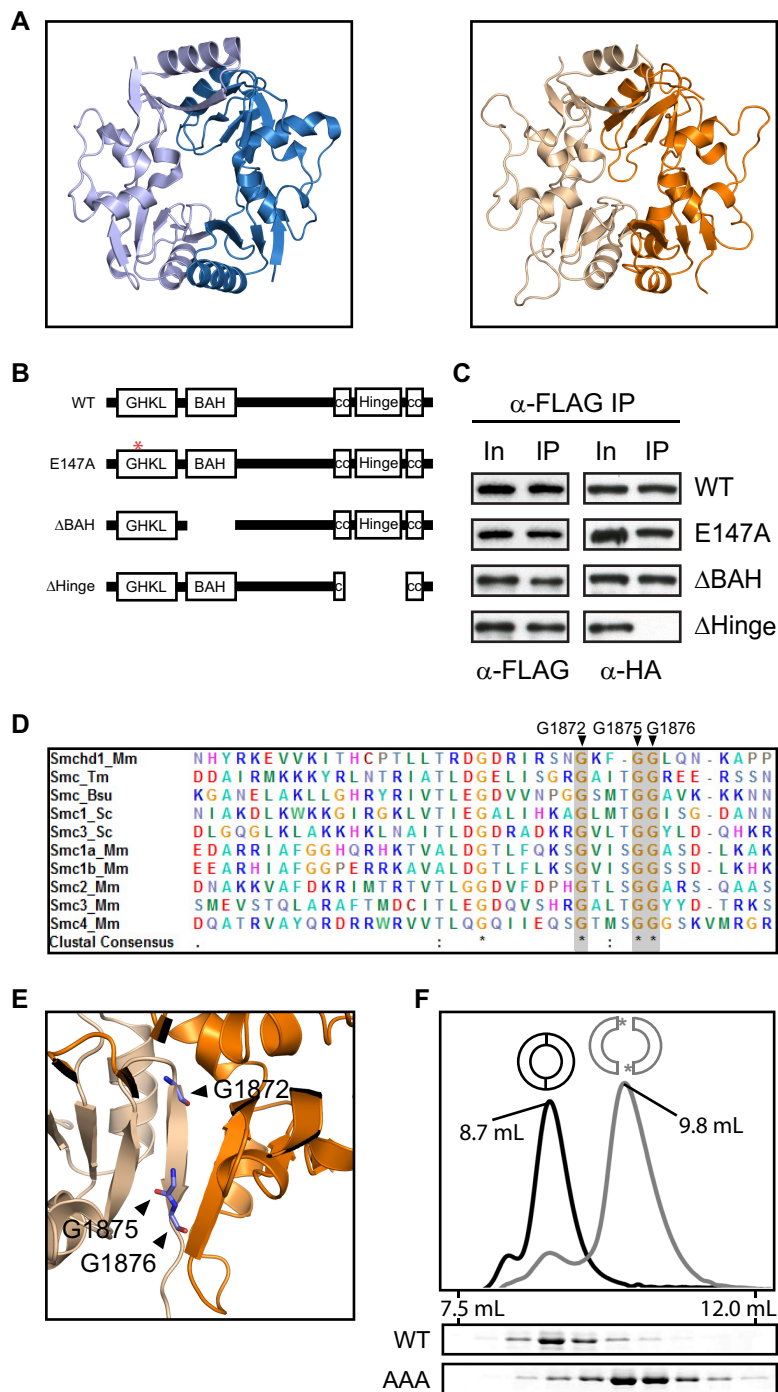 A
B
WT GHKL BAH cc Hinge cc
*
E147A GHKL BAH cc Hinge cc
ΔBAH GHKL cc Hinge cc
ΔHinge GHKL BAH c cc
C
α-FLAG IP
In IP In IP
WT
E147A
ΔBAH
ΔHinge
α-FLAG α-HA
D
G1872 G1875 G1876
Smchd1_Mm NHYRKEVVKITHCPTLLTRDGDRIRSNGKF-GGLQN-KAPP
Smc_Tm DDAIRMKKKYRLNTRIATLDGELISGRGAITGGREE-RSSN
Smc_Bsu KGANELAKLLGHRYRIVTLEGDVVNPGGSMTGGAVK-KKNN
Smc1_Sc NIAKDLKWKKGIRGKLVTIEGALIHKAGLMTGGISG-DANN
Smc3_Sc DLGQGLKLAKKHKLNAITLDGDRADKRGVLTGGYLD-QHKR
Smc1a_Mm EDARRIAFGGHQRHKTVALDGTLFQKSGVISGGASD-LKAK
Smc1b_Mm EEARHIAFGGPERRKAVALDGTLFLKSGVISGGSSD-LKHK
Smc2_Mm DNAKKVAFDKRIMTRTVTLGGDVFDPHGTLSGGARS-QAAS
Smc3_Mm SMEVSTQLARAFTMDCITLEGDQVSHRGALTGGYYD-TRKS
Smc4_Mm DQATRVAYQRDRRWRVVTLQGQIIEQSGTMSGGGSKVMRGR
Clustal Consensus . : * * : * *
E
G1872
G1875
G1876
F
* *
8.7 mL
9.8 mL
7.5 mL 12.0 mL
WT
AAA